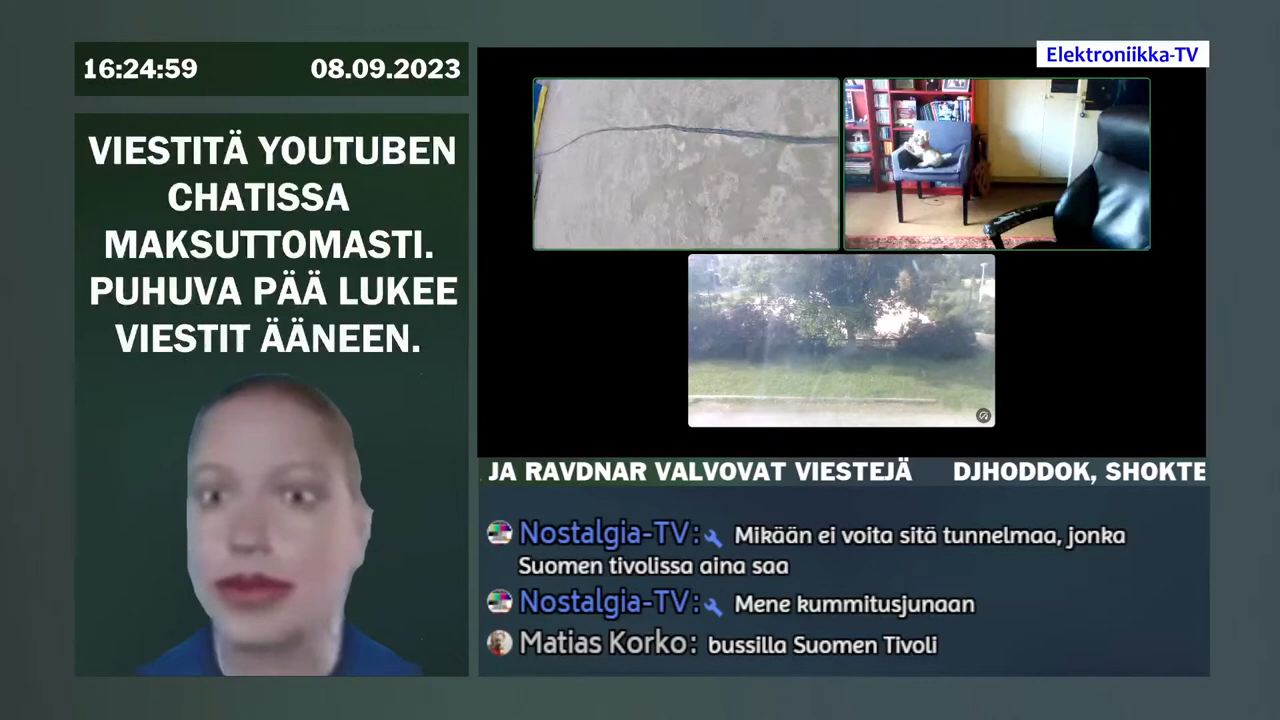 16:24:59 08.09.2023
Elektroniikka-TV
VIESTITÄ YOUTUBEN
CHATISSA
MAKSUTTOMASTI.
PUHUVA PÄÄ LUKEE
VIESTIT ÄÄNEEN.
JA RAVDNAR VALVOVAT VIESTEJÄ DJHODDOK, SHOKTE
Nostalgia-TV: Mikään ei voita sitä tunnelmaa, jonka
Suomen tivolissa aina saa
Nostalgia-TV: Mene kummitusjunaan
Matias Korko: bussilla Suomen Tivoli